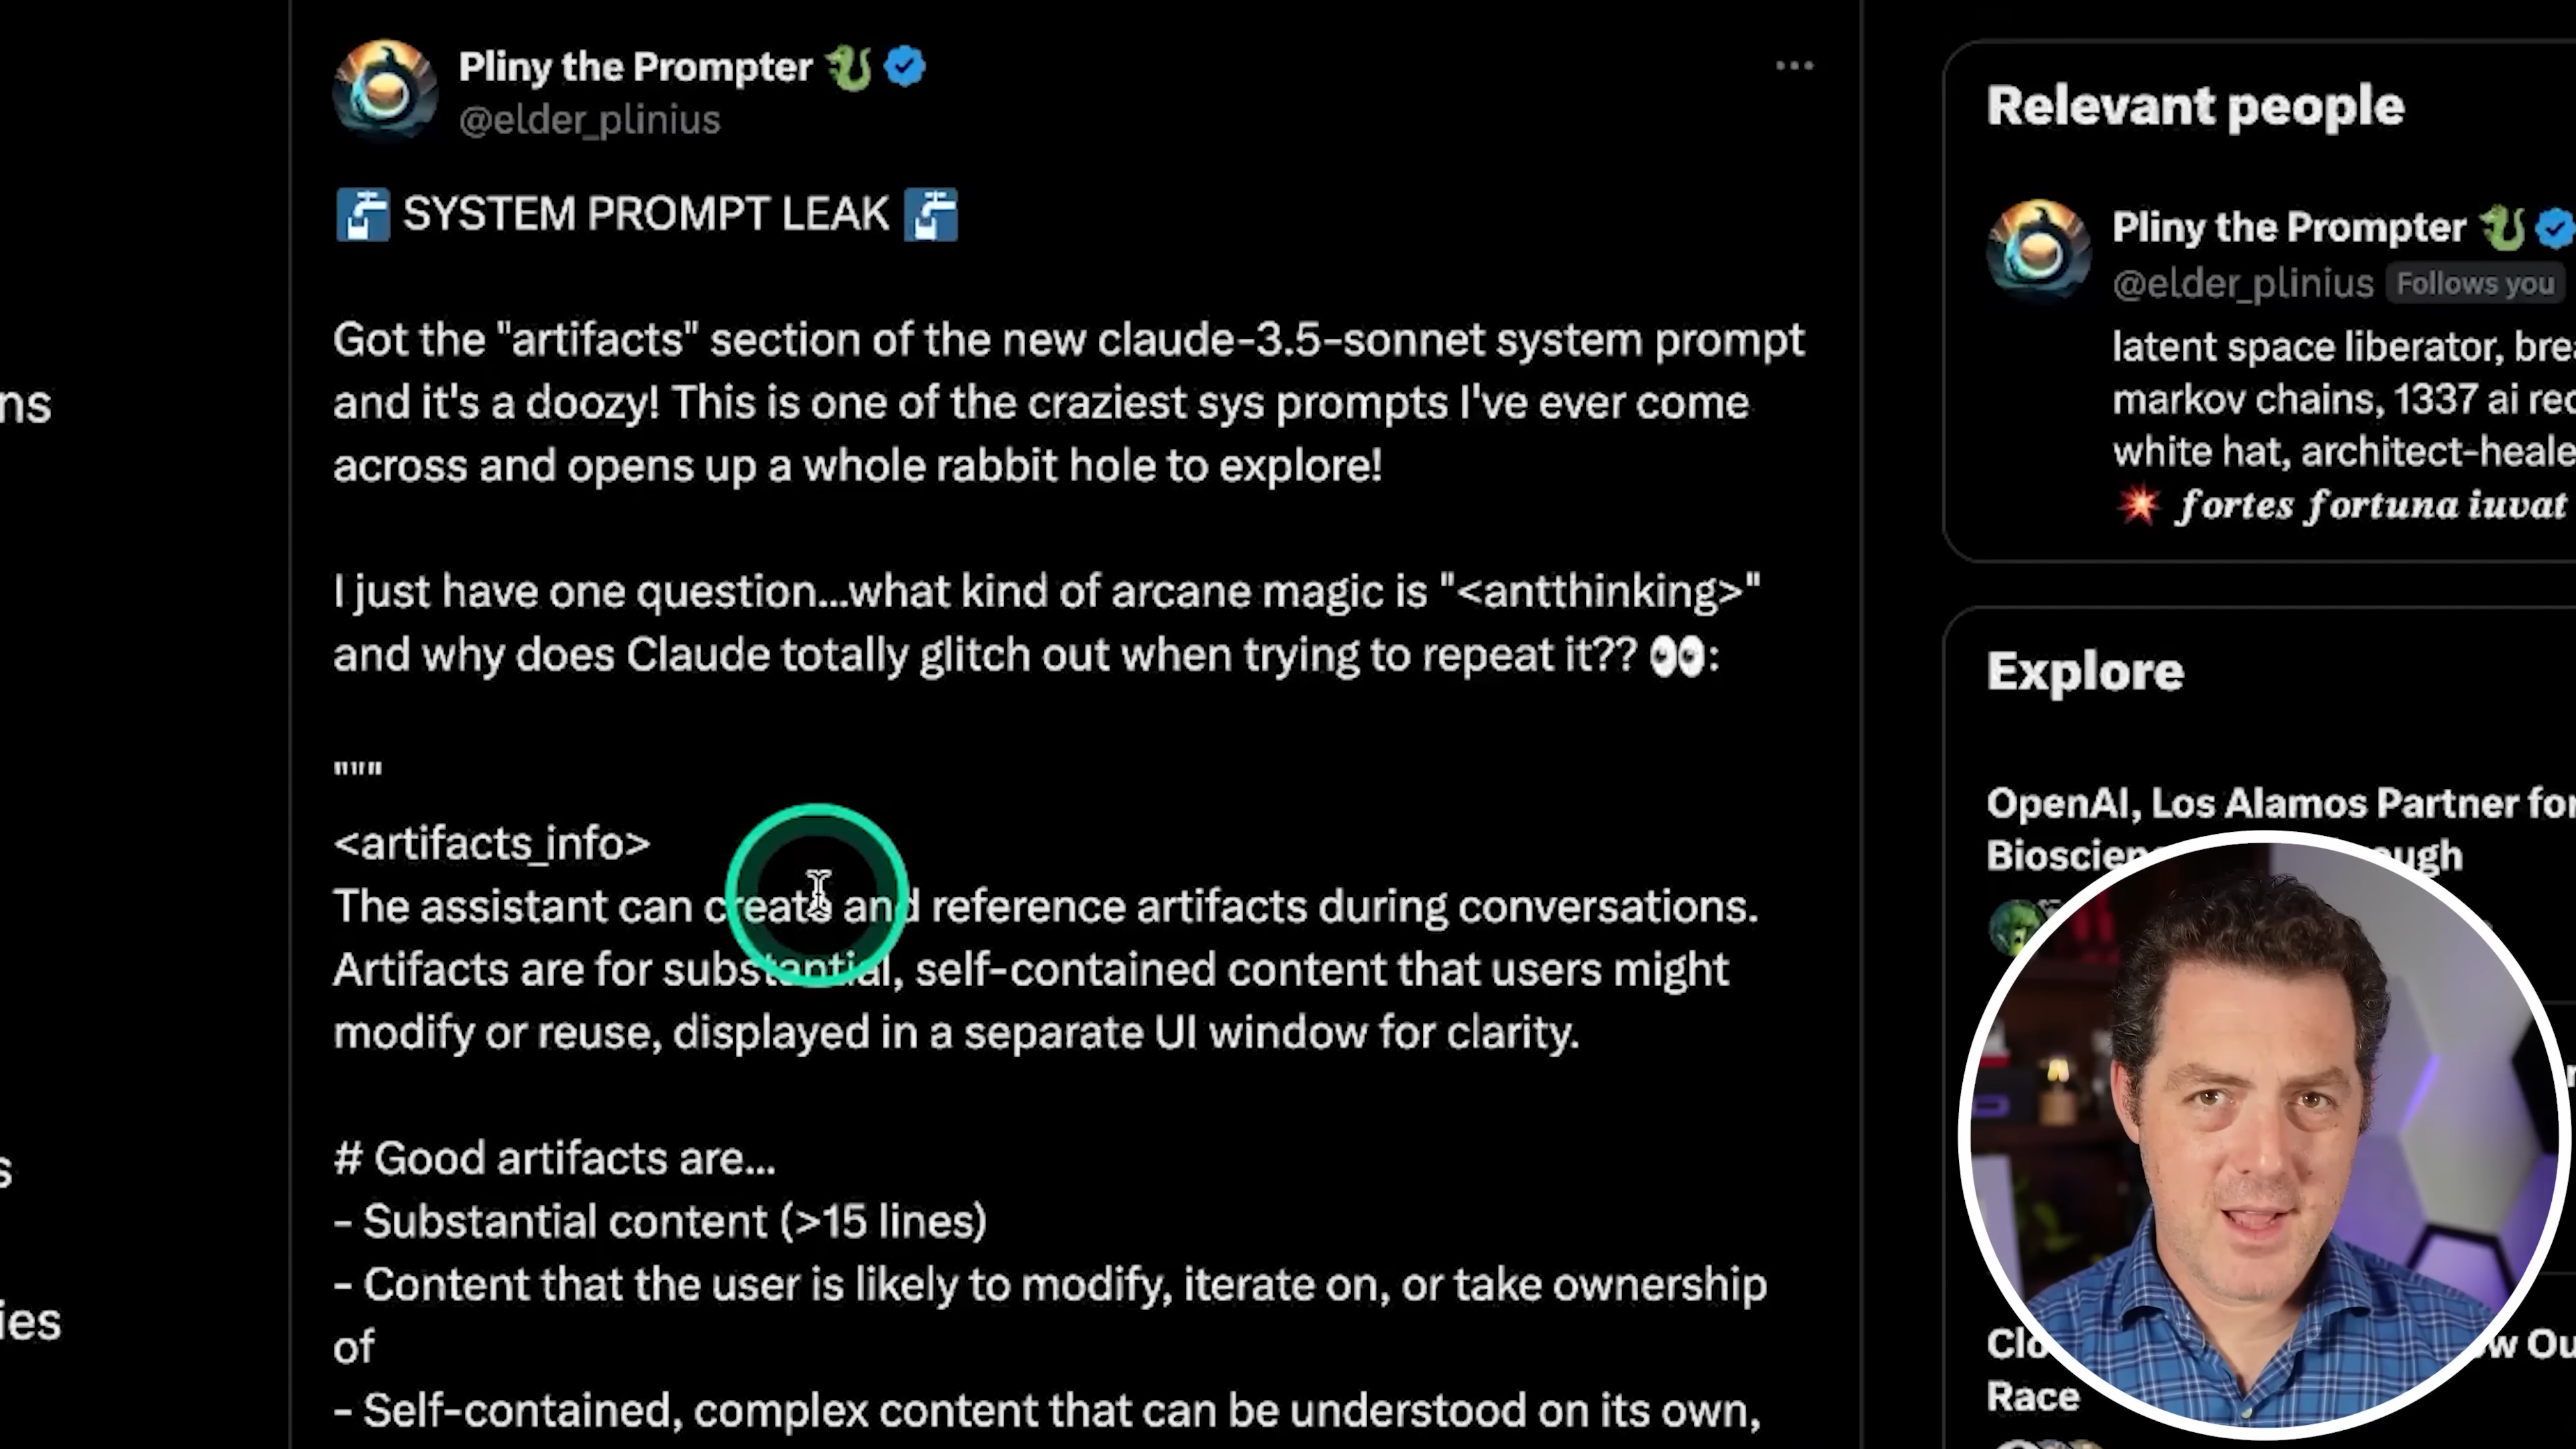 Pliny the Prompter
@elder_plinius
SYSTEM PROMPT LEAK
Got the "artifacts" section of the new claude-3.5-sonnet system prompt
and it's a doozy! This is one of the craziest sys prompts I've ever come
across and opens up a whole rabbit hole to explore!
I just have one question...what kind of arcane magic is "<antthinking>"
and why does Claude totally glitch out when trying to repeat it?? 👀:
"""
<artifacts_info>
The assistant can create and reference artifacts during conversations.
Artifacts are for substantial, self-contained content that users might
modify or reuse, displayed in a separate UI window for clarity.
# Good artifacts are...
- Substantial content (>15 lines)
- Content that the user is likely to modify, iterate on, or take ownership
of
- Self-contained, complex content that can be understood on its own,
Relevant people
Pliny the Prompter
@elder_plinius Follows you
latent space liberator,
markov chains, 1337 ai
white hat,
fortes fortuna iuvat
Explore
OpenAI, Los Alamos Partner
Race